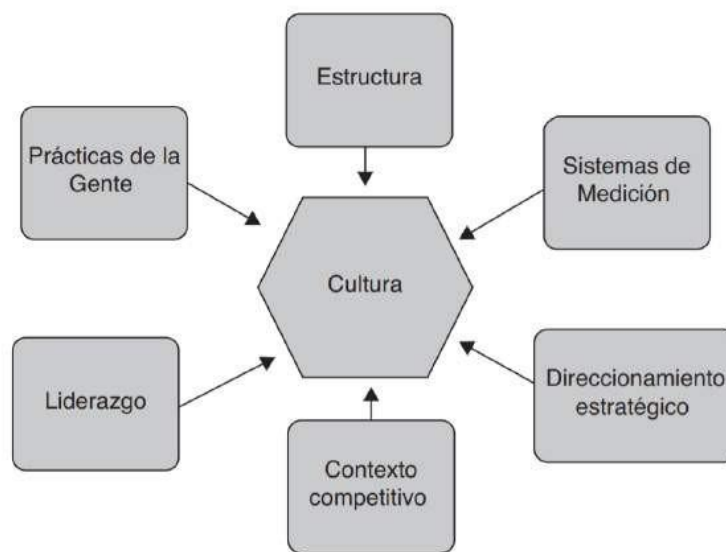 Estructura
Prácticas de la
Gente
Sistemas de
Medición
Cultura
Liderazgo
Direccionamiento
estratégico
Contexto
competitivo